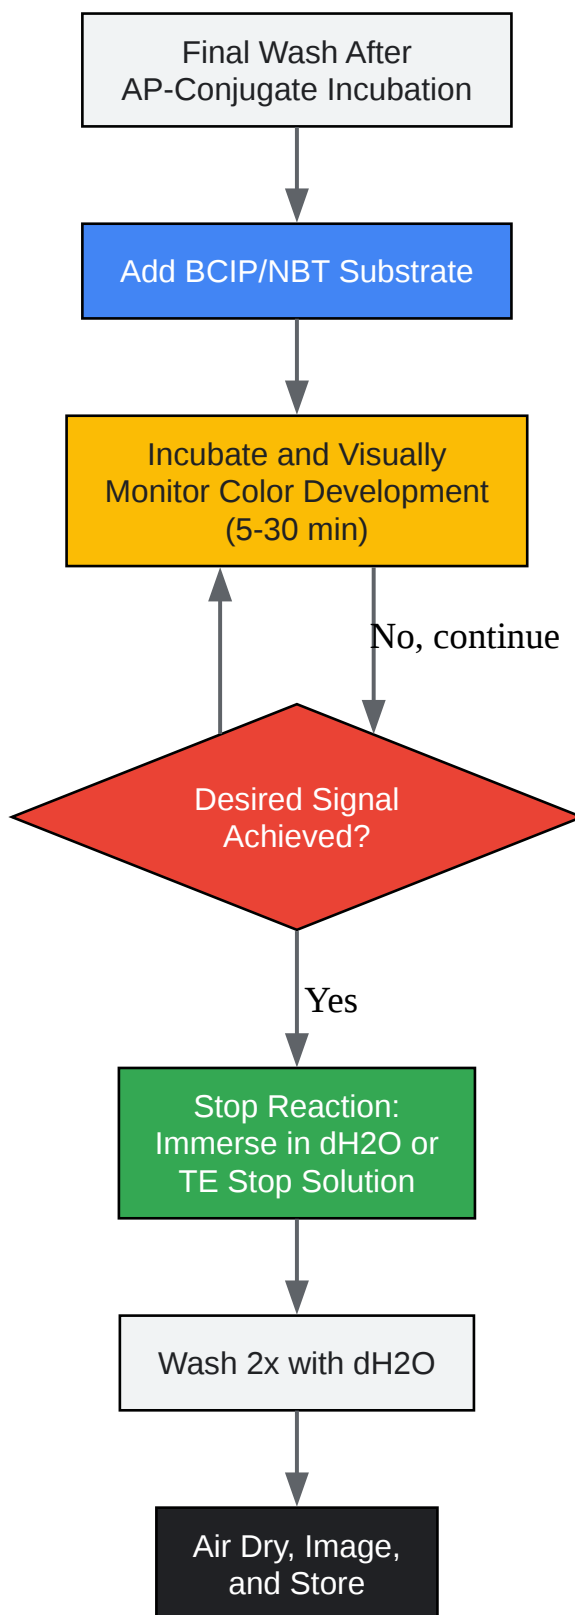 Final Wash After
AP-Conjugate Incubation
Add BCIP/NBT Substrate
Incubate and Visually
Monitor Color Development
(5-30 min)
No, continue
Desired Signal
Achieved?
Yes
Stop Reaction:
Immerse in dH2O or
TE Stop Solution
Wash 2x with dH2O
Air Dry, Image,
and Store